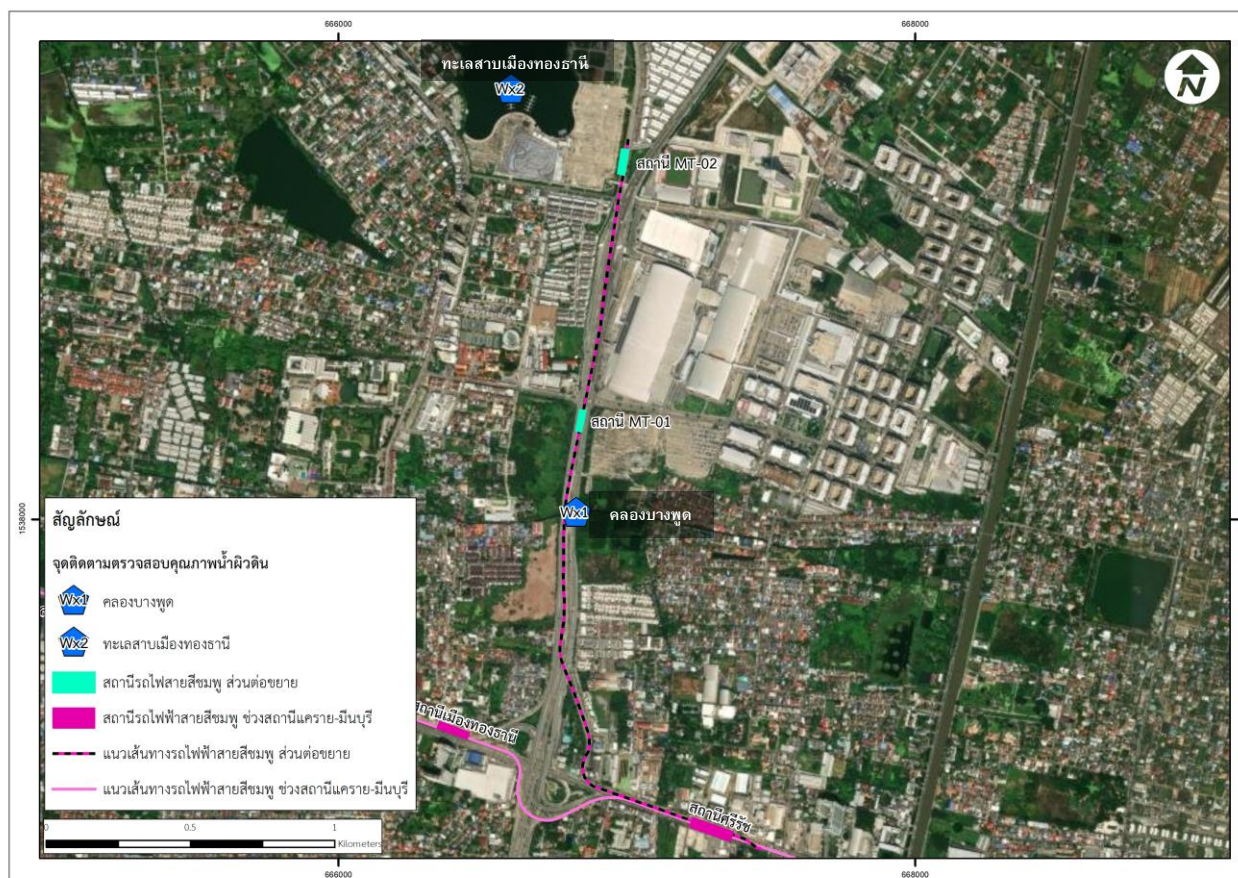 666000
668000
ทะเลสาบเมืองทองธานี
Wx2
N
สถานี MT-02
สถานี MT-01
1538000
Wx1
คลองบางพูด
สัญลักษณ์
จุดติดตามตรวจสอบคุณภาพน้ำผิวดิน
Wx1 คลองบางพูด
Wx2 ทะเลสาบเมืองทองธานี
สถานีรถไฟสายสีชมพู ส่วนต่อขยาย
สถานีรถไฟฟ้าสายสีชมพู ช่วงสถานีแคราย-มีนบุรี
แนวเส้นทางรถไฟฟ้าสายสีชมพู ส่วนต่อขยาย
แนวเส้นทางรถไฟฟ้าสายสีชมพู ช่วงสถานีแคราย-มีนบุรี
สถานีเมืองทองธานี
สถานีศรีรัช
0 0.5 1
Kilometers
666000
668000